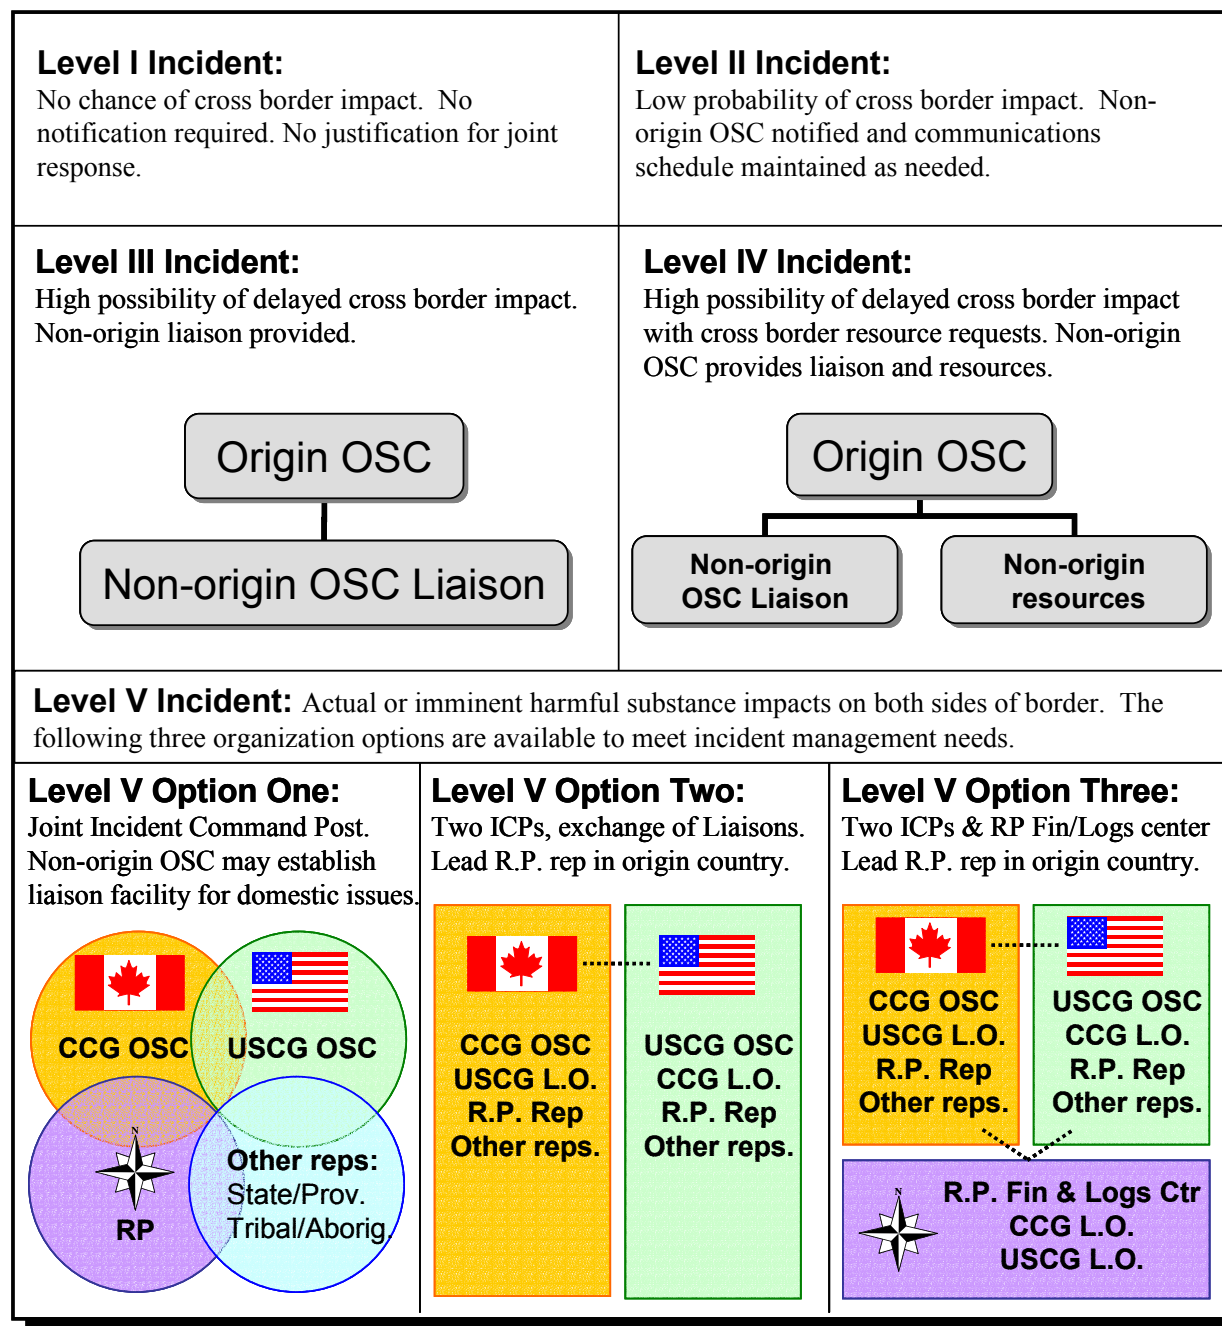 Level I Incident:
No chance of cross border impact.  No
notification required. No justification for joint
response.
Level II Incident:
Low probability of cross border impact.  Non-
origin OSC notified and communications
schedule maintained as needed.
Level III Incident:
High possibility of delayed cross border impact.
Non-origin liaison provided.
Origin OSC
Non-origin OSC Liaison
Level IV Incident:
High possibility of delayed cross border impact
with cross border resource requests. Non-origin
OSC provides liaison and resources.
Origin OSC
Non-origin
OSC Liaison
Non-origin
resources
Level V Incident: Actual or imminent harmful substance impacts on both sides of border.  The
following three organization options are available to meet incident management needs.
Level V Option One:
Joint Incident Command Post.
Non-origin OSC may establish
liaison facility for domestic issues.
CCG OSC
USCG OSC
N
RP
Other reps:
State/Prov.
Tribal/Aborig.
Level V Option Two:
Two ICPs, exchange of Liaisons.
Lead R.P. rep in origin country.
CCG OSC
USCG L.O.
R.P. Rep
Other reps.
USCG OSC
CCG L.O.
R.P. Rep
Other reps.
Level V Option Three:
Two ICPs & RP Fin/Logs center
Lead R.P. rep in origin country.
CCG OSC
USCG L.O.
R.P. Rep
Other reps.
USCG OSC
CCG L.O.
R.P. Rep
Other reps.
N
R.P. Fin & Logs Ctr
CCG L.O.
USCG L.O.